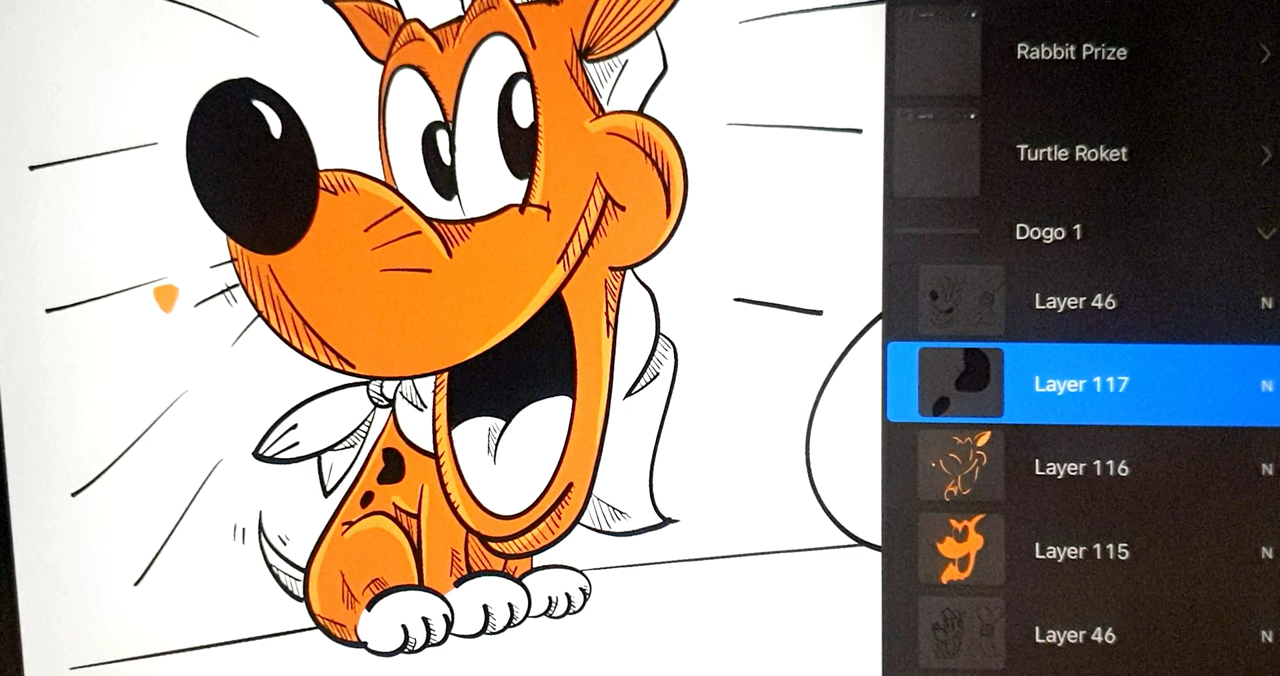 Rabbit Prize
Turtle Roket
Dogo 1
Layer 46 N
Layer 117 N
Layer 116 N
Layer 115 N
Layer 46 N